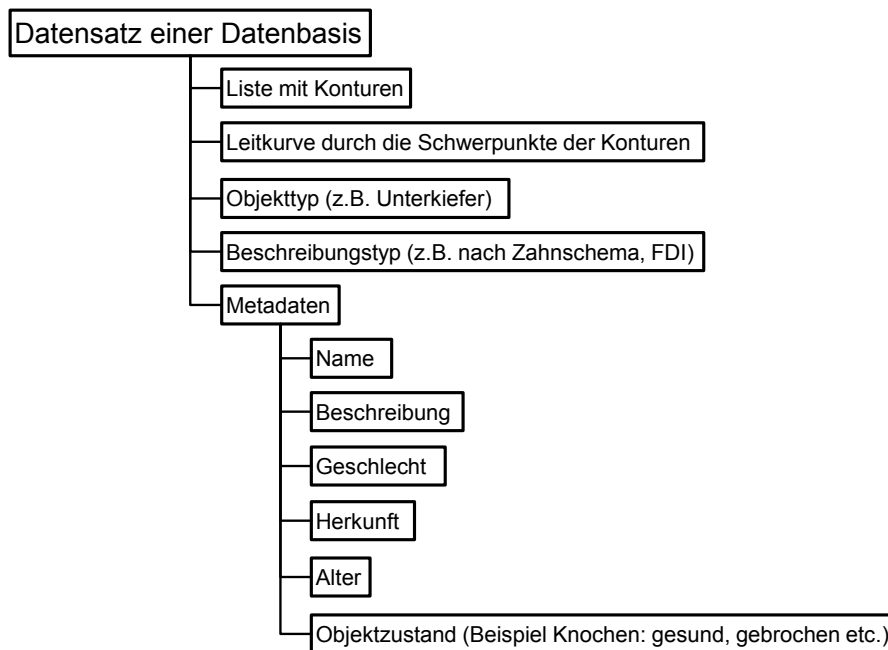 Datensatz einer Datenbasis
Liste mit Konturen
Leitkurve durch die Schwerpunkte der Konturen
Objekttyp (z.B. Unterkiefer)
Beschreibungstyp (z.B. nach Zahnschema, FDI)
Metadaten
Name
Beschreibung
Geschlecht
Herkunft
Alter
Objektzustand (Beispiel Knochen: gesund, gebrochen etc.)